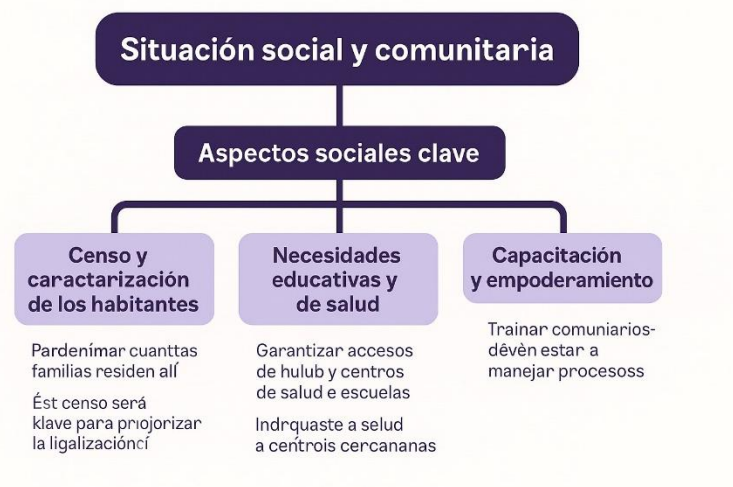 Situación social y comunitaria
Aspectos sociales clave
Censo y
caractarización
de los habitantes
Pardenímar cuanttas
familias residen allí
Ést censo será
klave para priojorizar
la ligalizacióncí
Necesidades
educativas y
de salud
Garantizar accesos
de hulub y centros
de salud e escuelas
Indrquaste a selud
a centrois cercananas
Capacitación
y empoderamiento
Trainar comuniarios-
dévèn estar a
manejar procesoss